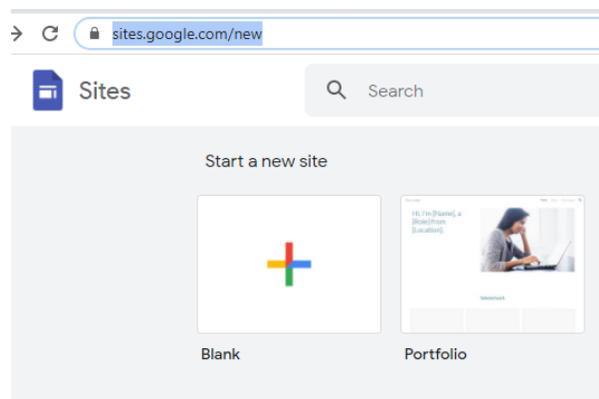 sites.google.com/new
Sites
Search
Start a new site
Hi, I'm [Name], a
[Role] from
[Location].
Blank
Portfolio